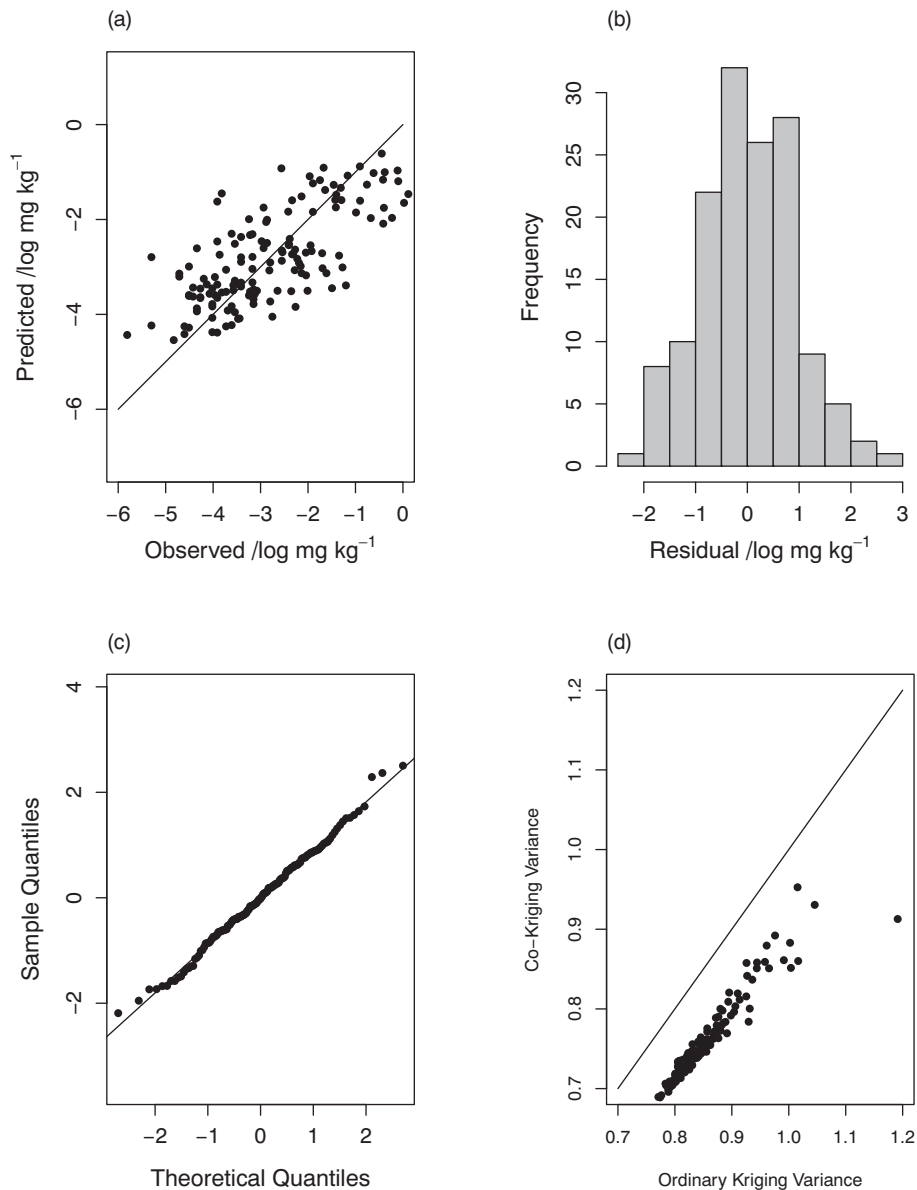 (a)
0
−2
−4
−6
Predicted /log mg kg⁻¹
−6 −5 −4 −3 −2 −1 0
Observed /log mg kg⁻¹
(b)
30
25
20
15
10
5
0
Frequency
−2 −1 0 1 2 3
Residual /log mg kg⁻¹
(c)
4
2
0
−2
Sample Quantiles
−2 −1 0 1 2
Theoretical Quantiles
(d)
1.2
1.1
1.0
0.9
0.8
0.7
Co−Kriging Variance
0.7 0.8 0.9 1.0 1.1 1.2
Ordinary Kriging Variance